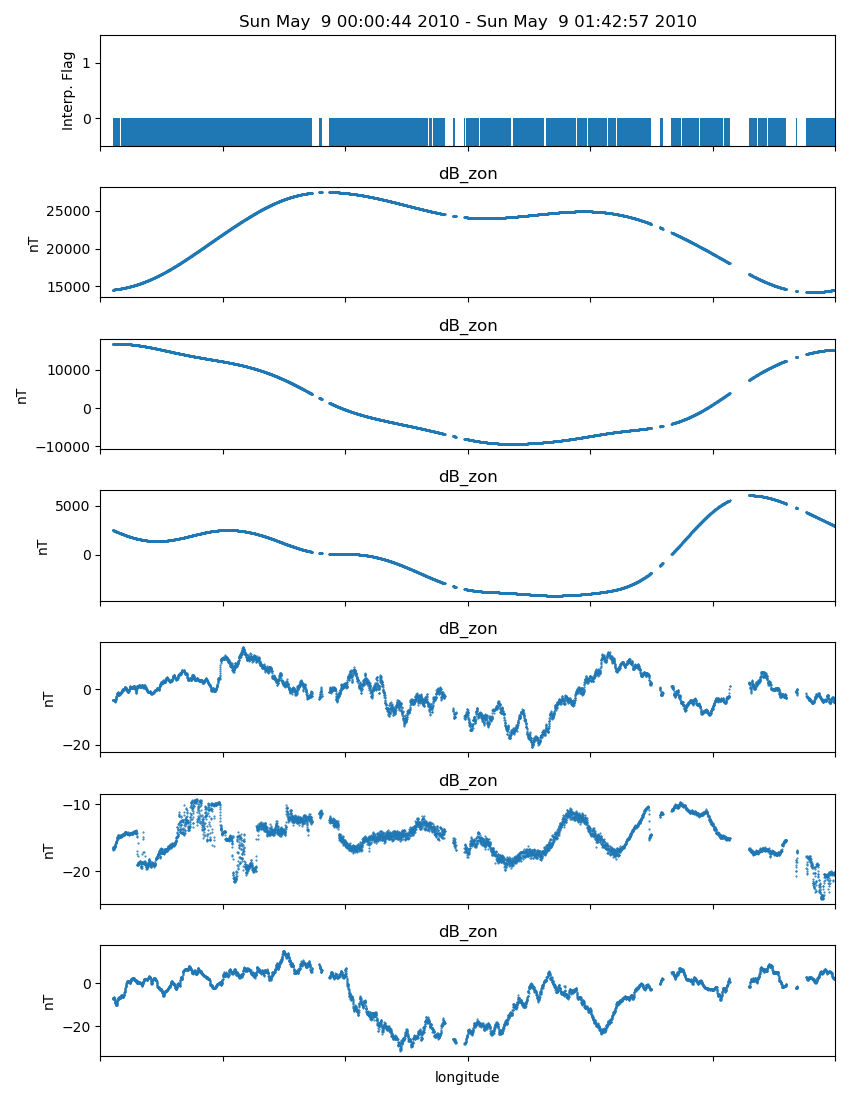 Sun May  9 00:00:44 2010 - Sun May  9 01:42:57 2010
1
0
Interp. Flag
dB_zon
25000
20000
15000
nT
dB_zon
10000
0
−10000
nT
dB_zon
5000
0
nT
dB_zon
0
−20
nT
dB_zon
−10
−20
nT
dB_zon
0
−20
nT
longitude